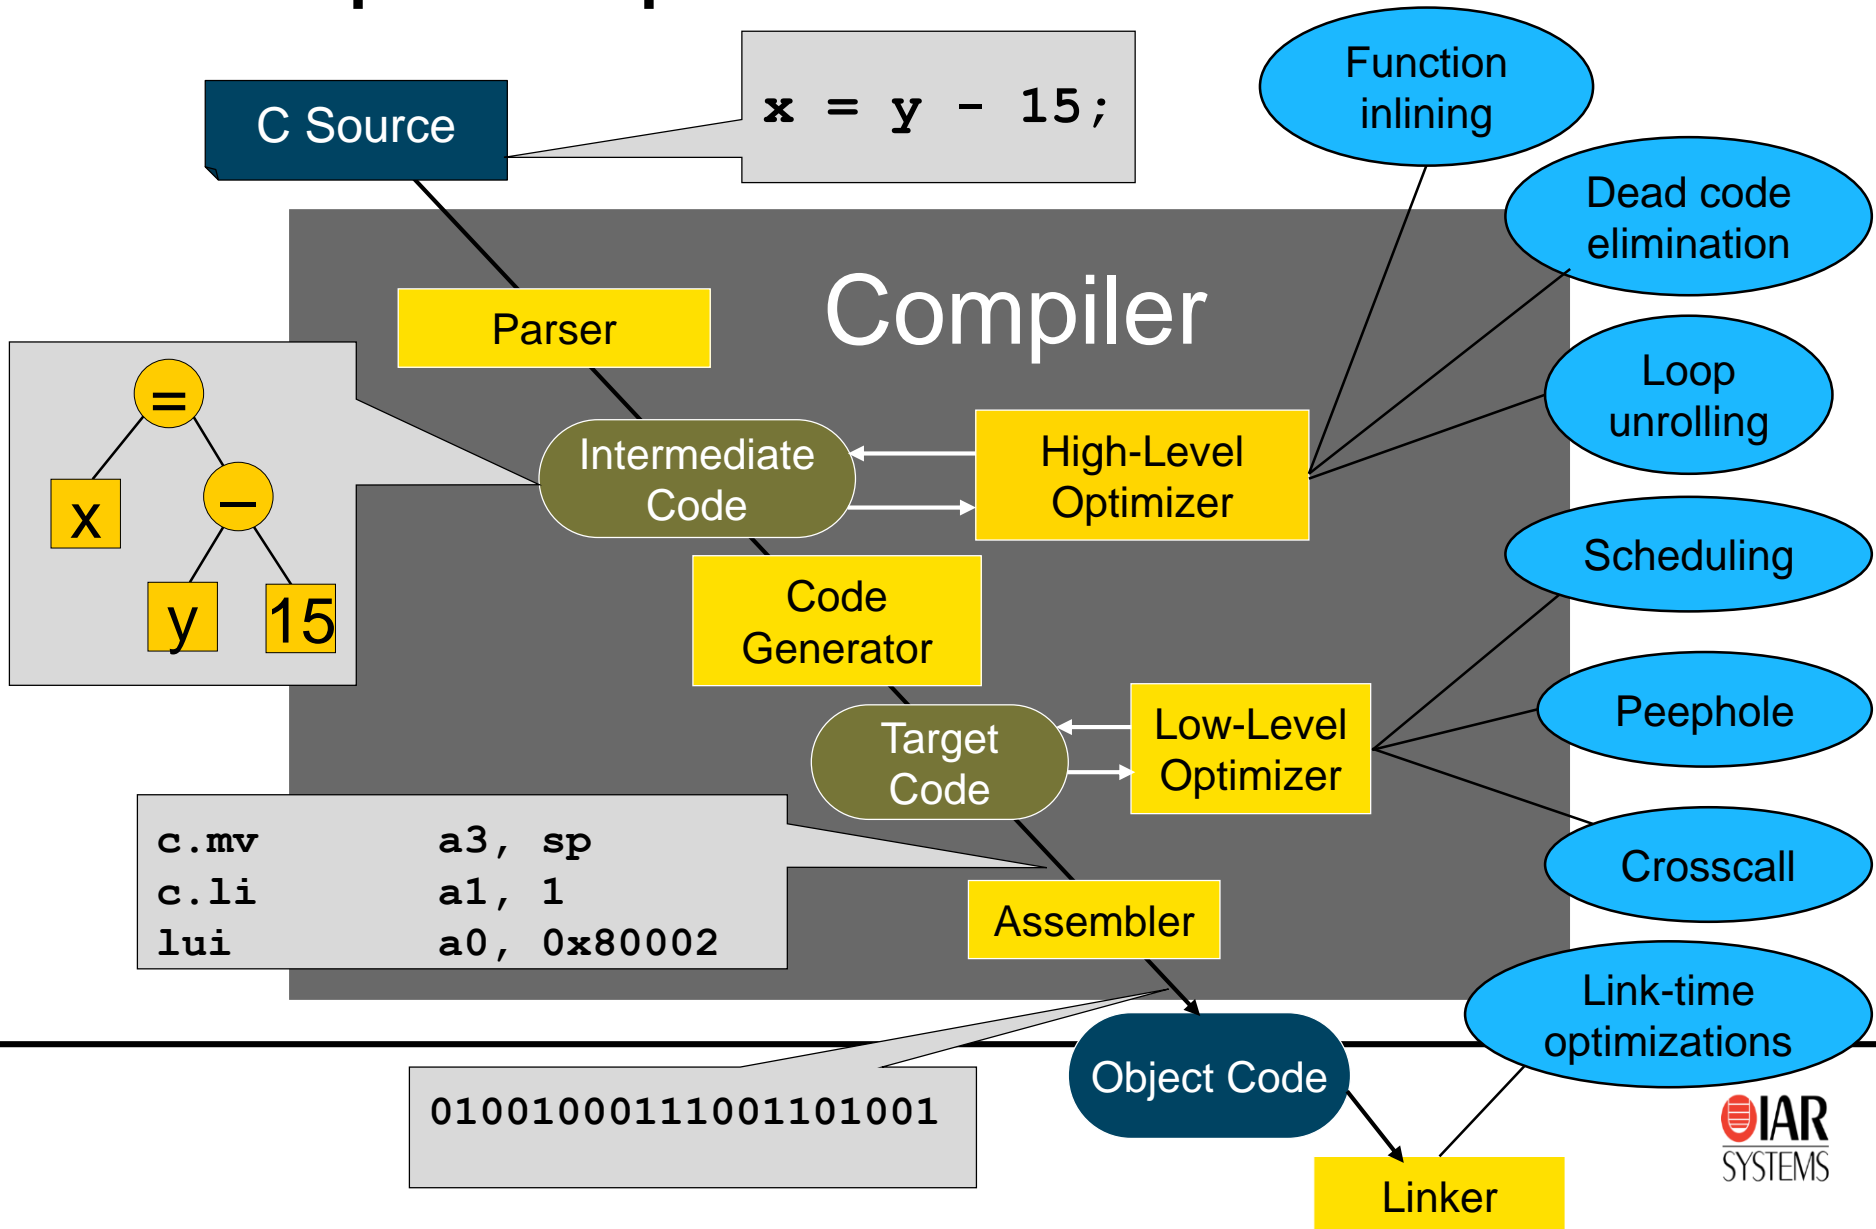 C Source
x = y - 15;
Function
inlining
Dead code
elimination
Compiler
Parser
Loop
unrolling
=
x
–
y
15
Intermediate
Code
High-Level
Optimizer
Scheduling
Code
Generator
Peephole
Target
Code
Low-Level
Optimizer
c.mv a3, sp
c.li a1, 1
lui a0, 0x80002
Crosscall
Assembler
Link-time
optimizations
Object Code
01001000111001101001
IAR
SYSTEMS
Linker